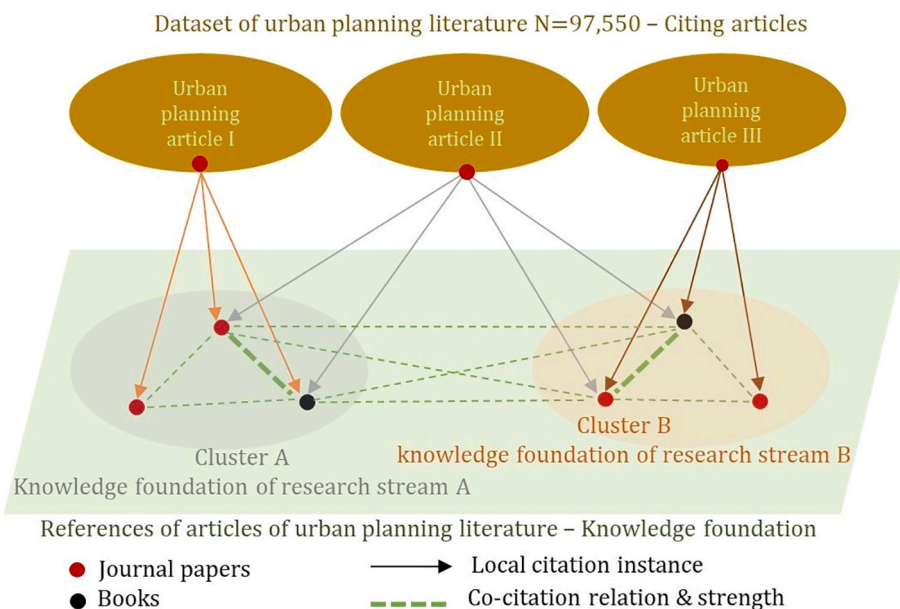 Dataset of urban planning literature N=97,550 – Citing articles
Urban
planning
article I
Urban
planning
article II
Urban
planning
article III
Cluster A
Knowledge foundation of research stream A
Cluster B
knowledge foundation of research stream B
References of articles of urban planning literature – Knowledge foundation
Journal papers
Local citation instance
Books
Co-citation relation & strength